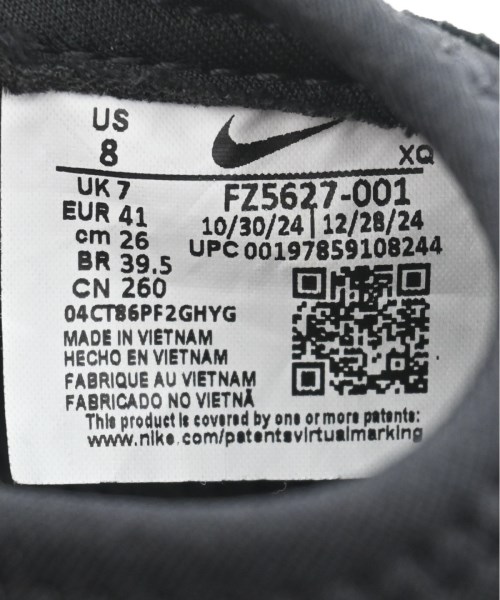 US
8
XQ
UK 7
EUR 41
cm 26
BR 39.5
CN 260
FZ5627-001
10/30/24 | 12/28/24
UPC 00197859108244
04CT86PF2GHYG
MADE IN VIETNAM
HECHO EN VIETNAM
FABRIQUE AU VIETNAM
FABRICADO NO VIETNÃ
This product is covered by one or more patents:
www.nike.com/patentsvirtualmarking